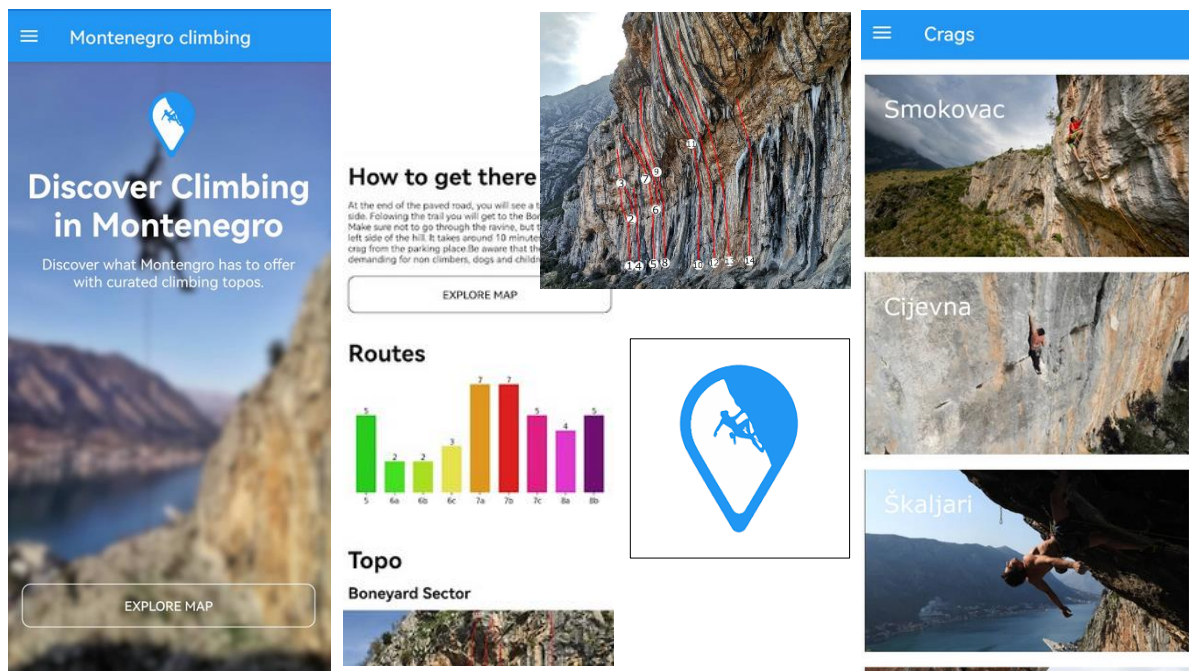 Montenegro climbing
Discover Climbing
in Montenegro
Discover what Montengro has to offer
with curated climbing topos.
EXPLORE MAP
How to get there
At the end of the paved road, you will see a t
side. Folowing the trail you will get to the Bor
Make sure not to go through the ravine, but t
left side of the hill. It takes around 10 minute
crag from the parking place.Be aware that the
demanding for non climbers, dogs and childr
EXPLORE MAP
Routes
5 2 2 3 7 7 5 4 5
5 6a 6b 6c 7a 7b 7c 8a 8b
Topo
Boneyard Sector
11
3 7 9
2 6
1 4 5 8 10 12 13 14
Crags
Smokovac
Cijevna
Škaljari